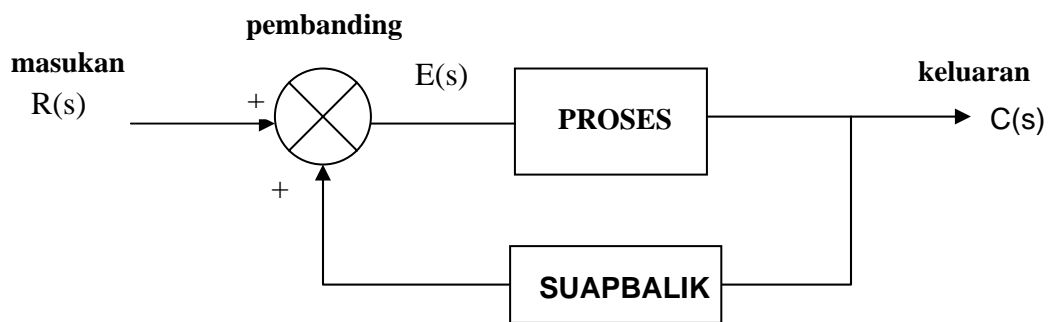 pembanding
masukan
E(s)
keluaran
R(s)
+
PROSES
C(s)
+
SUAPBALIK